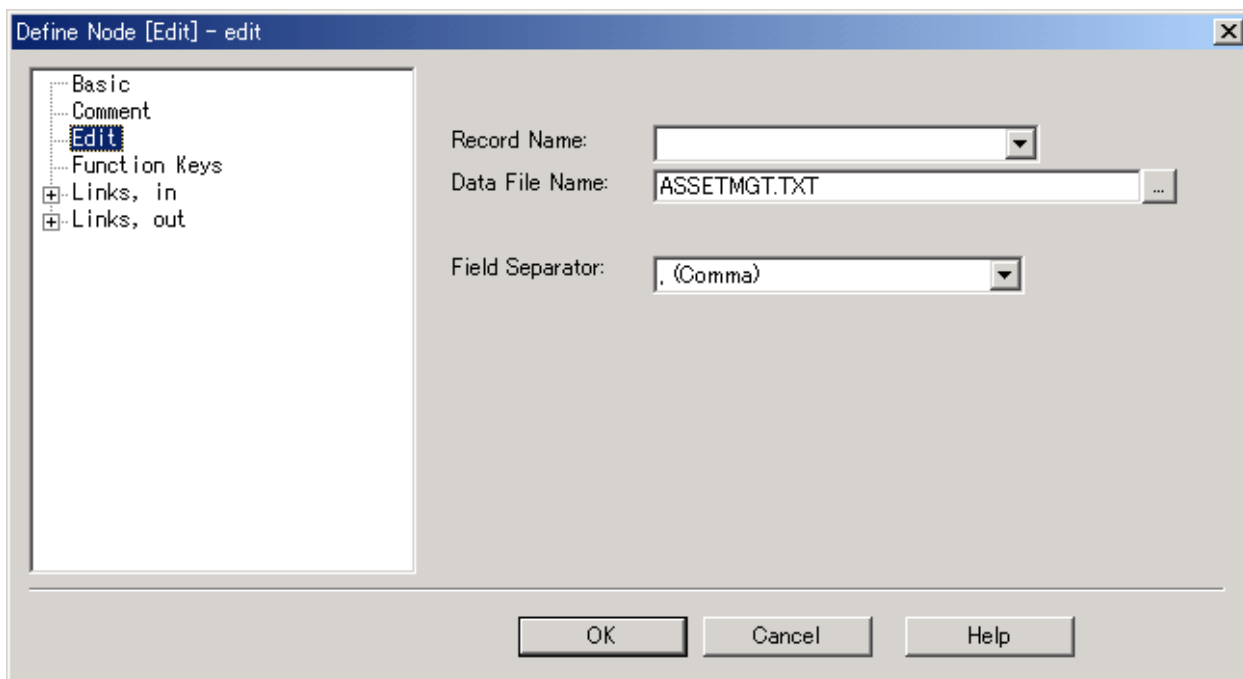 Define Node [Edit] - edit
Basic
Comment
Edit
Function Keys
Links, in
Links, out
Record Name:
Data File Name: ASSETMGT.TXT ...
Field Separator: , (Comma)
OK Cancel Help